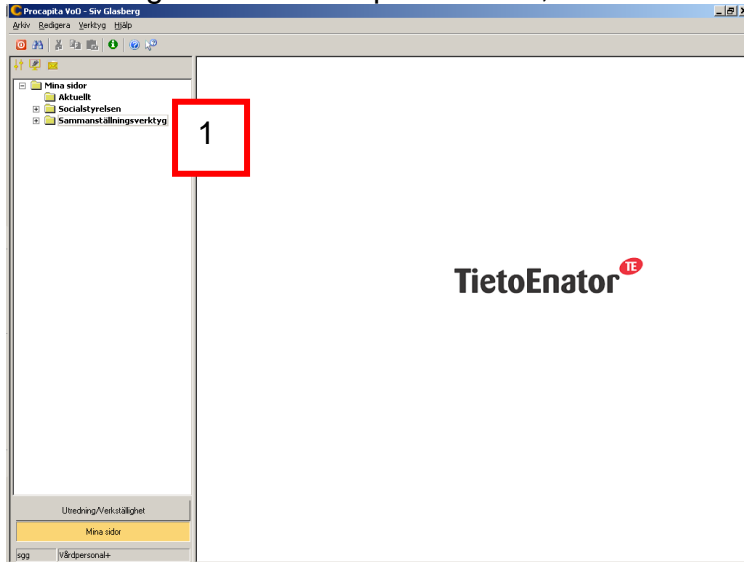 Procapita VoO - Siv Glasberg
Arkiv Redigera Verktyg Hjälp
Mina sidor
Aktuellt
Socialstyrelsen
Sammanställningsverktyg
1
TietoEnator TE
Utredning/Verkställighet
Mina sidor
sgg Vårdpersonal+